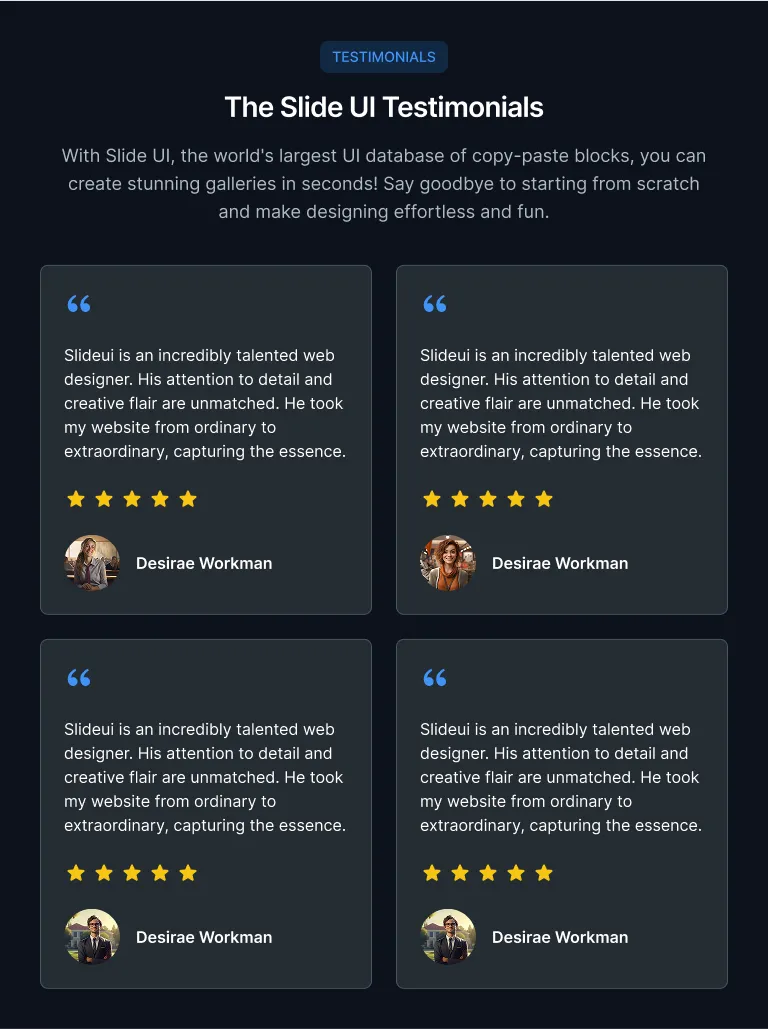 TESTIMONIALS
The Slide UI Testimonials
With Slide UI, the world's largest UI database of copy-paste blocks, you can
create stunning galleries in seconds! Say goodbye to starting from scratch
and make designing effortless and fun.
“
Slideui is an incredibly talented web
designer. His attention to detail and
creative flair are unmatched. He took
my website from ordinary to
extraordinary, capturing the essence.
Desirae Workman
“
Slideui is an incredibly talented web
designer. His attention to detail and
creative flair are unmatched. He took
my website from ordinary to
extraordinary, capturing the essence.
Desirae Workman
“
Slideui is an incredibly talented web
designer. His attention to detail and
creative flair are unmatched. He took
my website from ordinary to
extraordinary, capturing the essence.
Desirae Workman
“
Slideui is an incredibly talented web
designer. His attention to detail and
creative flair are unmatched. He took
my website from ordinary to
extraordinary, capturing the essence.
Desirae Workman